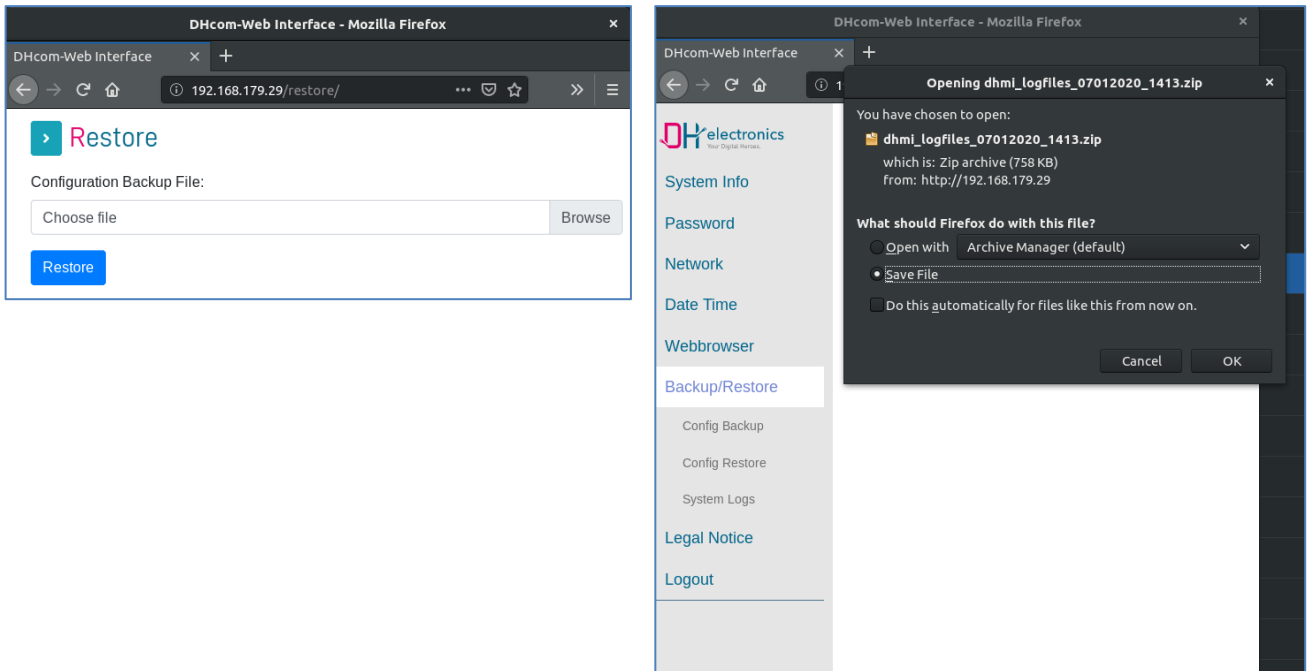 DHcom-Web Interface - Mozilla Firefox
DHcom-Web Interface
192.168.179.29/restore/
Restore
Configuration Backup File:
Choose file
Browse
Restore
DHcom-Web Interface - Mozilla Firefox
DHcom-Web Interface
1
DH electronics
Your Digital Heroes.
System Info
Password
Network
Date Time
Webbrowser
Backup/Restore
Config Backup
Config Restore
System Logs
Legal Notice
Logout
Opening dhmi_logfiles_07012020_1413.zip
You have chosen to open:
dhmi_logfiles_07012020_1413.zip
which is: Zip archive (758 KB)
from: http://192.168.179.29
What should Firefox do with this file?
Open with Archive Manager (default)
Save File
Do this automatically for files like this from now on.
Cancel OK